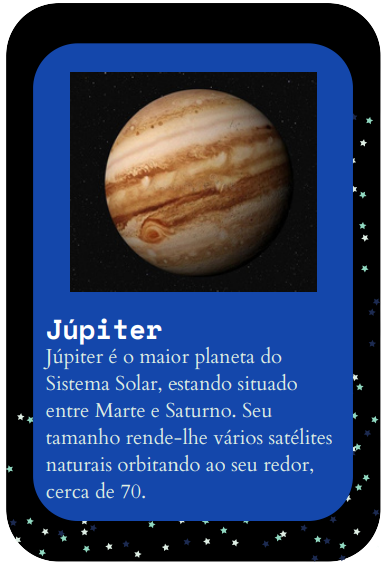 Júpiter
Júpiter é o maior planeta do
Sistema Solar, estando situado
entre Marte e Saturno. Seu
tamanho rende-lhe vários satélites
naturais orbitando ao seu redor,
cerca de 70.